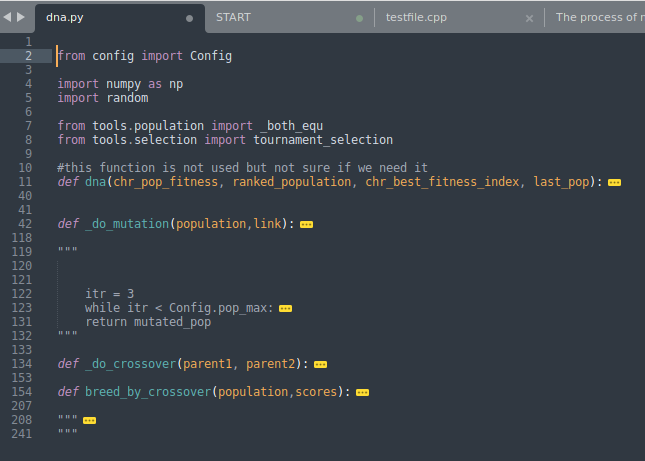 dna.py
START
testfile.cpp
The process of
1
2 from config import Config
3
4 import numpy as np
5 import random
6
7 from tools.population import _both_equ
8 from tools.selection import tournament_selection
9
10 #this function is not used but not sure if we need it
11 def dna(chr_pop_fitness, ranked_population, chr_best_fitness_index, last_pop):
40
41
42 def _do_mutation(population,link):
118
119 """
120
121
122 itr = 3
123 while itr < Config.pop_max:
131 return mutated_pop
132 """
133
134 def _do_crossover(parent1, parent2):
153
154 def breed_by_crossover(population,scores):
207
208 """
241 """